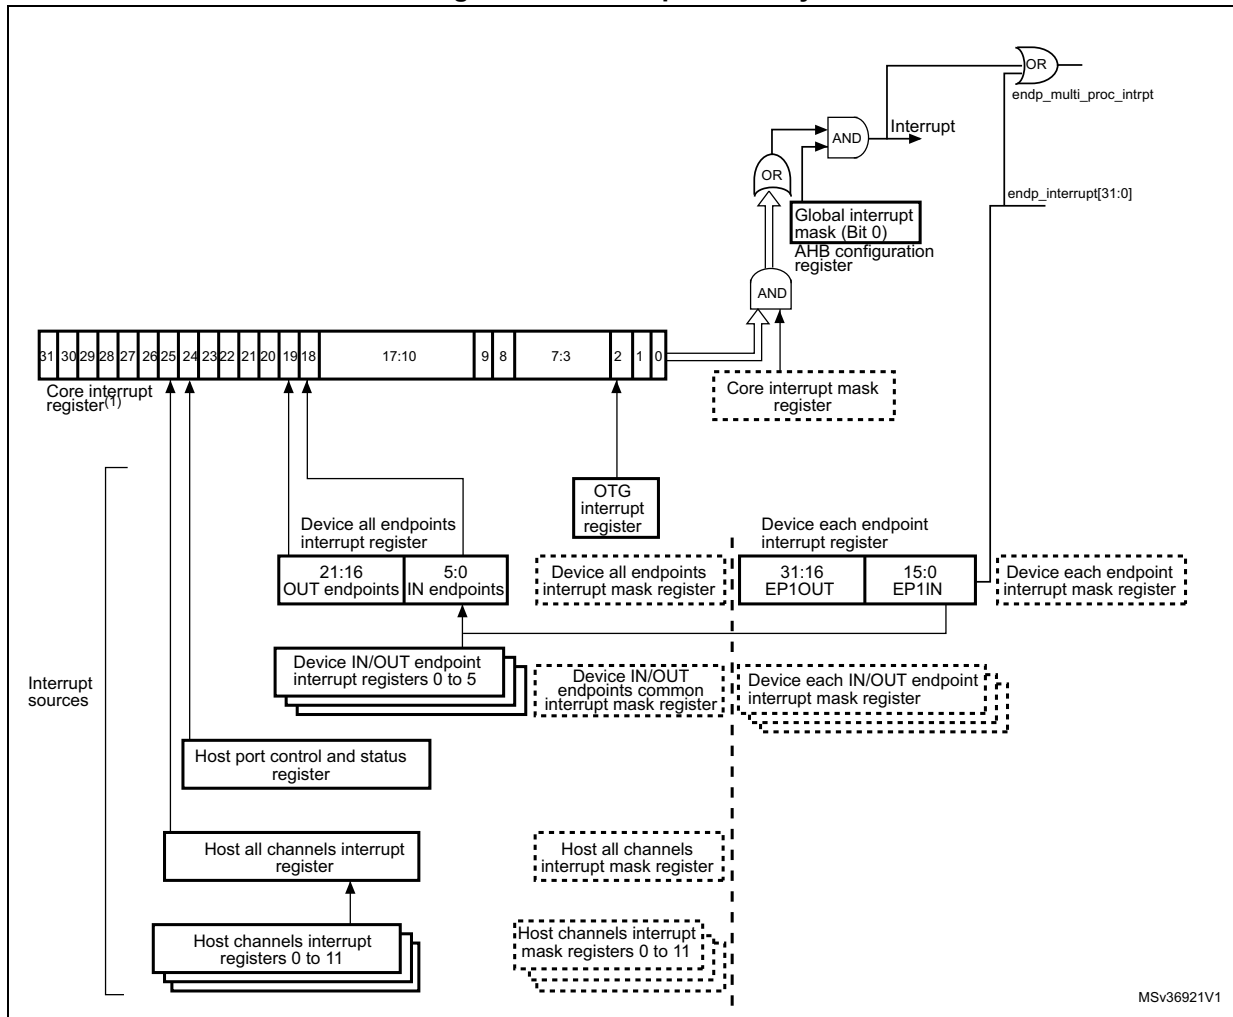 OR
endp_multi_proc_intrpt
Interrupt
AND
OR
endp_interrupt[31:0]
Global interrupt
mask (Bit 0)
AHB configuration
register
AND
31 30 29 28 27 26 25 24 23 22 21 20 19 18 17:10 9 8 7:3 2 1 0
Core interrupt
register(1)
Core interrupt mask
register
OTG
interrupt
register
Device all endpoints
interrupt register
Device each endpoint
interrupt register
21:16
OUT endpoints
5:0
IN endpoints
Device all endpoints
interrupt mask register
31:16
EP1OUT
15:0
EP1IN
Device each endpoint
interrupt mask register
Interrupt
sources
Device IN/OUT endpoint
interrupt registers 0 to 5
Device IN/OUT
endpoints common
interrupt mask register
Device each IN/OUT endpoint
interrupt mask register
Host port control and status
register
Host all channels interrupt
register
Host all channels
interrupt mask register
Host channels interrupt
registers 0 to 11
Host channels interrupt
mask registers 0 to 11
MSv36921V1